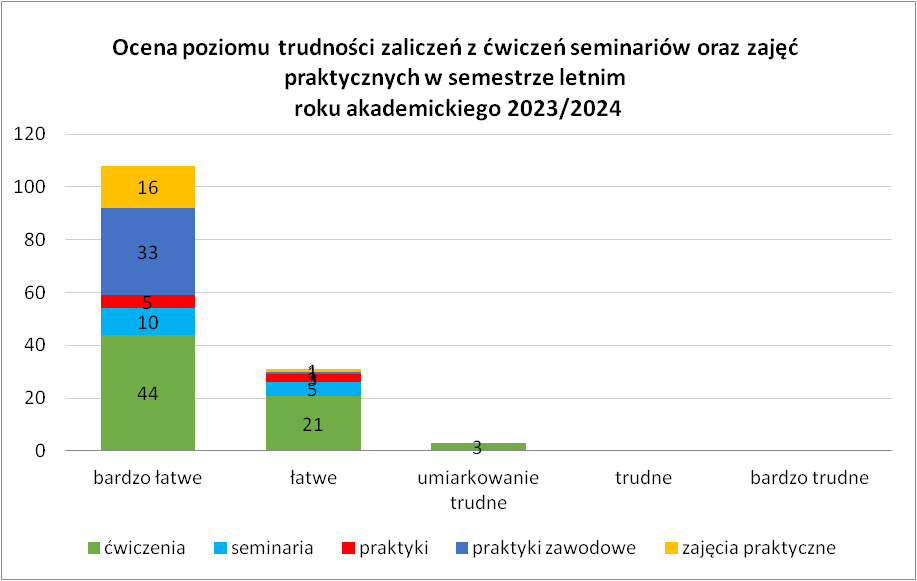 Ocena poziomu trudności zaliczeń z ćwiczeń seminariów oraz zajęć
praktycznych w semestrze letnim
roku akademickiego 2023/2024
120
100
80
60
40
20
0
16
33
5
10
44
1
3
5
21
3
bardzo łatwe
łatwe
umiarkowanie
trudne
trudne
bardzo trudne
ćwiczenia
seminaria
praktyki
praktyki zawodowe
zajęcia praktyczne